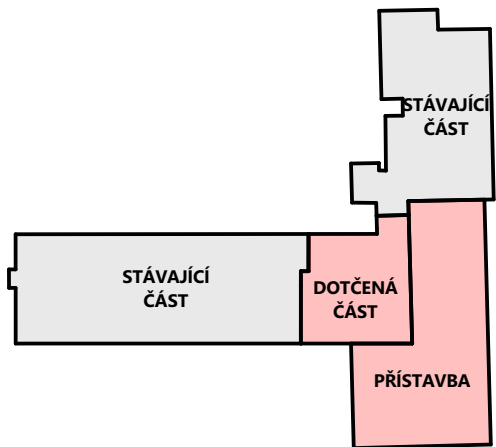 STÁVAJÍCÍ
ČÁST
STÁVAJÍCÍ
ČÁST
DOTČENÁ
ČÁST
PŘÍSTAVBA